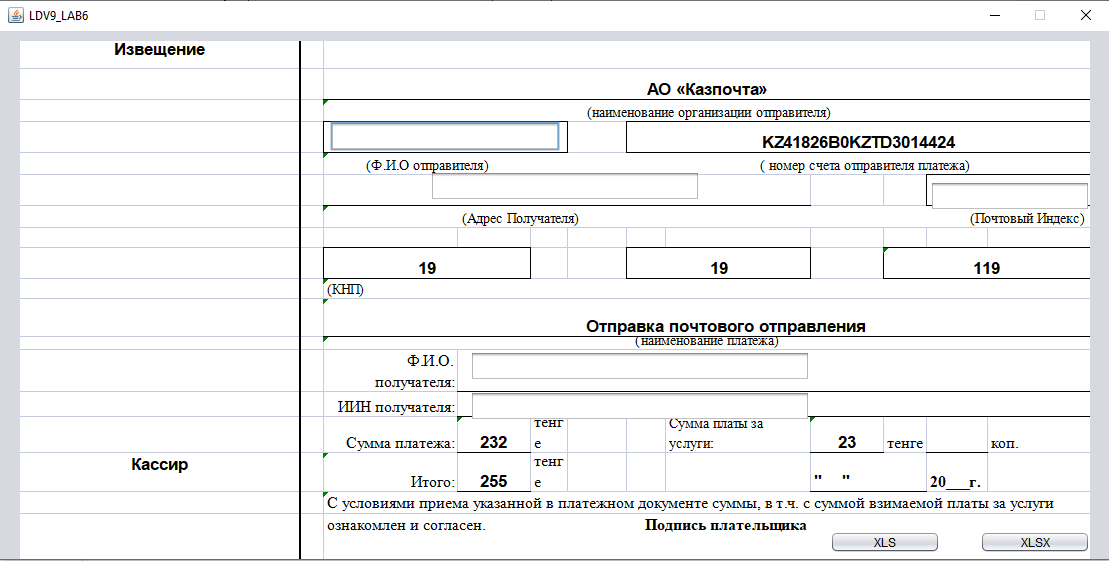 LDV9_LAB6
Извещение
АО «Казпочта»
(наименование организации отправителя)
KZ41826B0KZTD3014424
(Ф.И.О отправителя) ( номер счета отправителя платежа)
(Адрес Получателя) (Почтовый Индекс)
19 19 119
(КНП)
Отправка почтового отправления
(наименование платежа)
Ф.И.О.
получателя:
ИИН получателя:
тенг Сумма платы за
Сумма платежа: 232 е услуги: 23 тенге коп.
Кассир тенг
Итого: 255 е " " 20___г.
С условиями приема указанной в платежном документе суммы, в т.ч. с суммой взимаемой платы за услуги
ознакомлен и согласен. Подпись плательщика
XLS XLSX